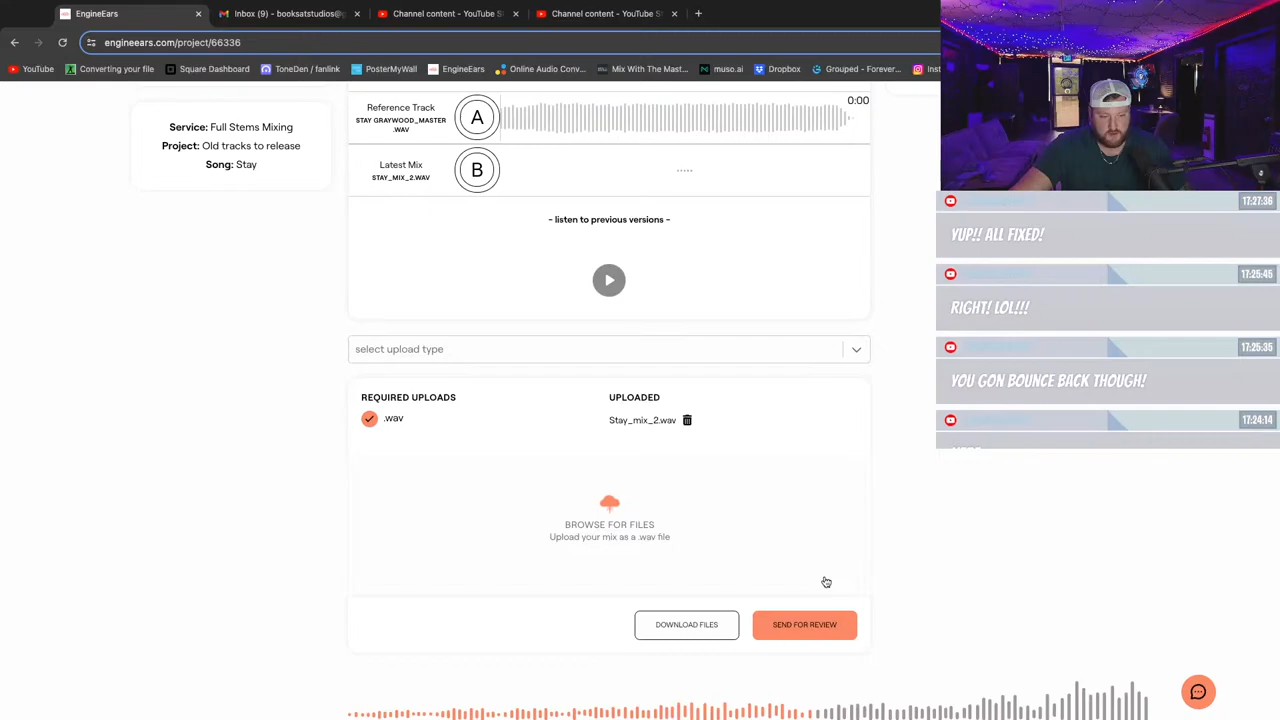 EngineEars
Inbox (9) - booksatstudios@g
Channel content - YouTube S
Channel content - YouTube S
engineears.com/project/66336
YouTube
Converting your file
Square Dashboard
ToneDen / fanlink
PosterMyWall
EngineEars
Online Audio Conv...
Mix With The Mast...
muso.ai
Dropbox
Grouped - Forever...
Inst
Service: Full Stems Mixing
Project: Old tracks to release
Song: Stay
Reference Track
STAY GRAYWOOD_MASTER
.WAV
A
0:00
Latest Mix
STAY_MIX_2.WAV
B
- listen to previous versions -
select upload type
REQUIRED UPLOADS
UPLOADED
.wav
Stay_mix_2.wav
BROWSE FOR FILES
Upload your mix as a .wav file
DOWNLOAD FILES
SEND FOR REVIEW
17:27:36
YUP!! ALL FIXED!
17:25:45
RIGHT! LOL!!!
17:25:35
YOU GON BOUNCE BACK THOUGH!
17:24:14